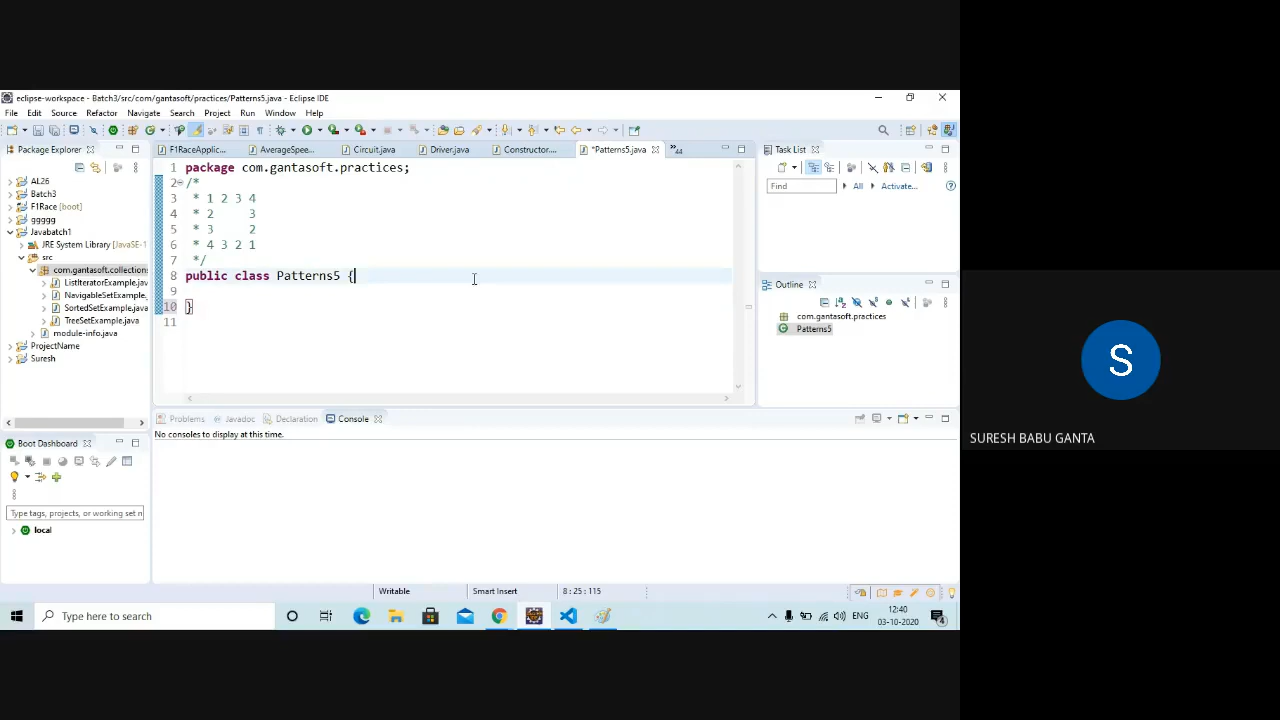 eclipse-workspace - Batch3/src/com/gantasoft/practices/Patterns5.java - Eclipse IDE
File Edit Source Refactor Navigate Search Project Run Window Help
Package Explorer
AL26
Batch3
F1Race [boot]
ggggg
Javabatch1
JRE System Library [JavaSE-1
src
com.gantasoft.collection:
ListIteratorExample.java
NavigableSetExample.
SortedSetExample.java
TreeSetExample.java
module-info.java
ProjectName
Suresh
Boot Dashboard
Type tags, projects, or working set n
local
F1RaceApplic... AverageSpee... Circuit.java Driver.java Constructor.... *Patterns5.java »44
1 package com.gantasoft.practices;
2 /*
3 * 1 2 3 4
4 * 2     3
5 * 3     2
6 * 4 3 2 1
7 */
8 public class Patterns5 {
9
10 }
11
Problems Javadoc Declaration Console
No consoles to display at this time.
Task List
Find All Activate...
Outline
com.gantasoft.practices
Patterns5
Writable Smart Insert 8 : 25 : 115
Type here to search
ENG
12:40
03-10-2020
4
S
SURESH BABU GANTA